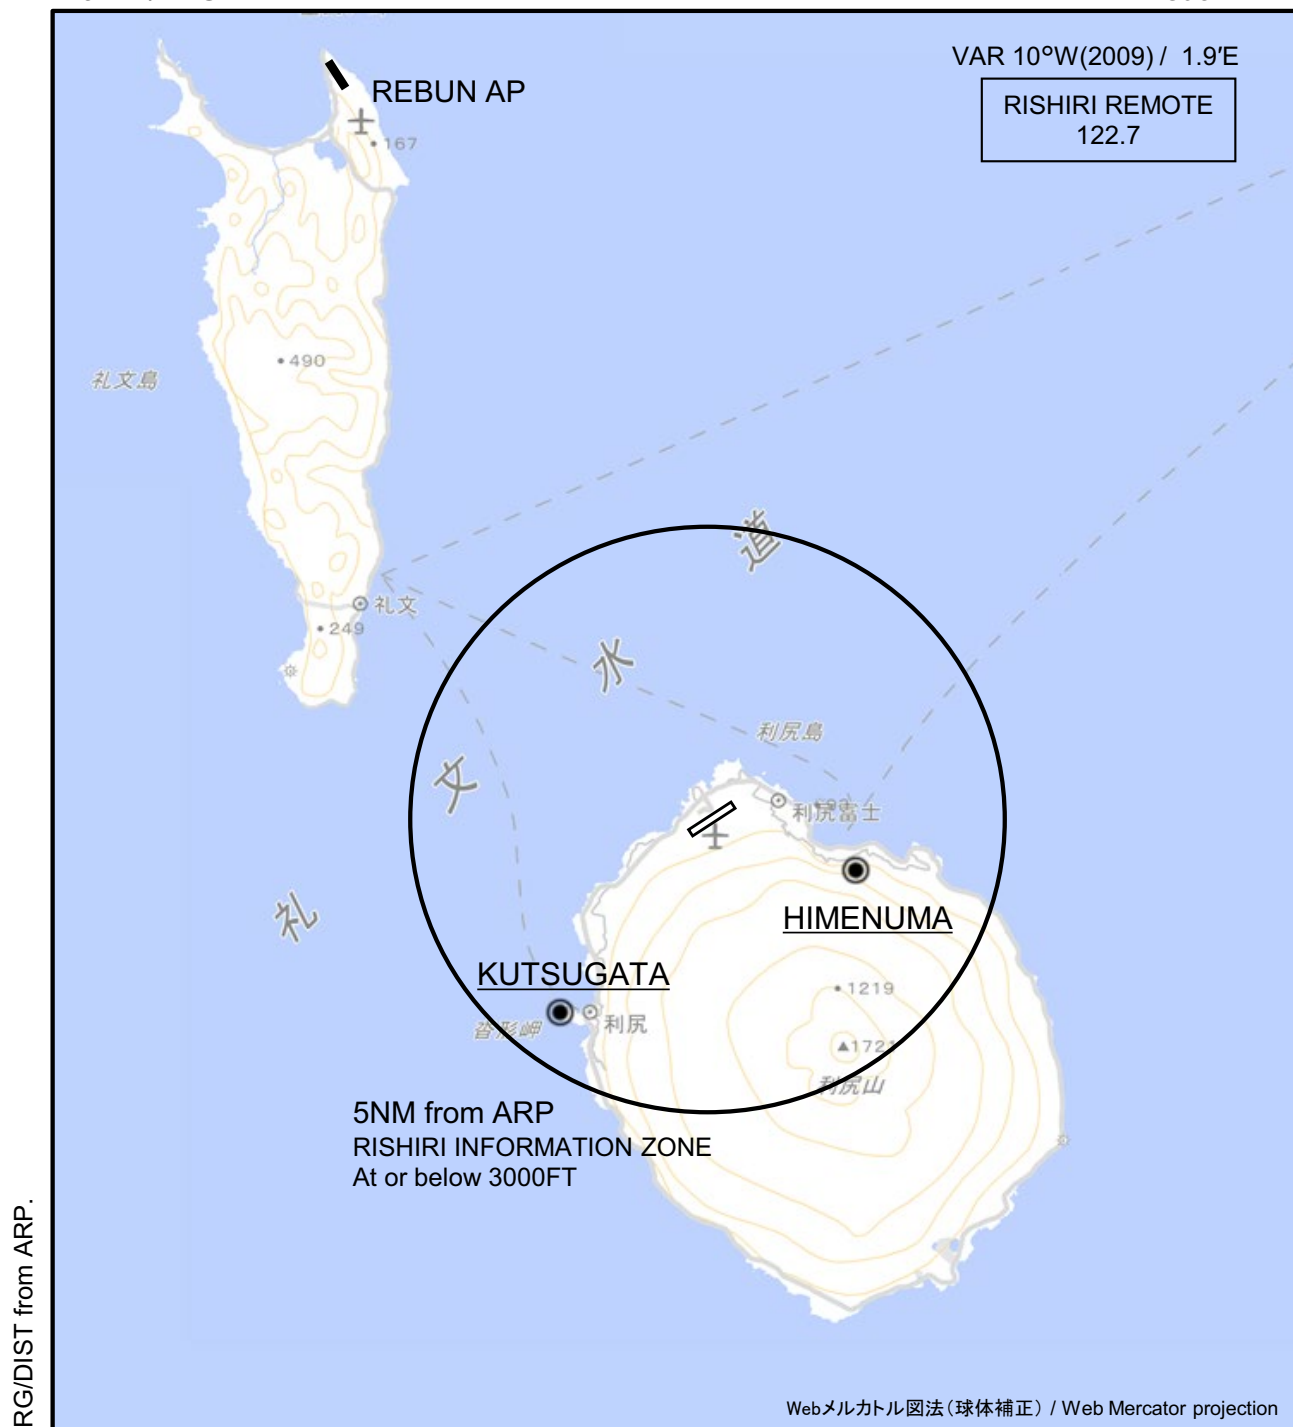 VAR 10°W(2009) / 1.9'E
RISHIRI REMOTE
122.7
REBUN AP
167
490
礼文島
道
礼文
249
水
利尻島
文
利尻富士
礼
HIMENUMA
KUTSUGATA
1219
沓形岬
利尻
1721
利尻山
5NM from ARP
RISHIRI INFORMATION ZONE
At or below 3000FT
RG/DIST from ARP.
Webメルカトル図法（球体補正） / Web Mercator projection